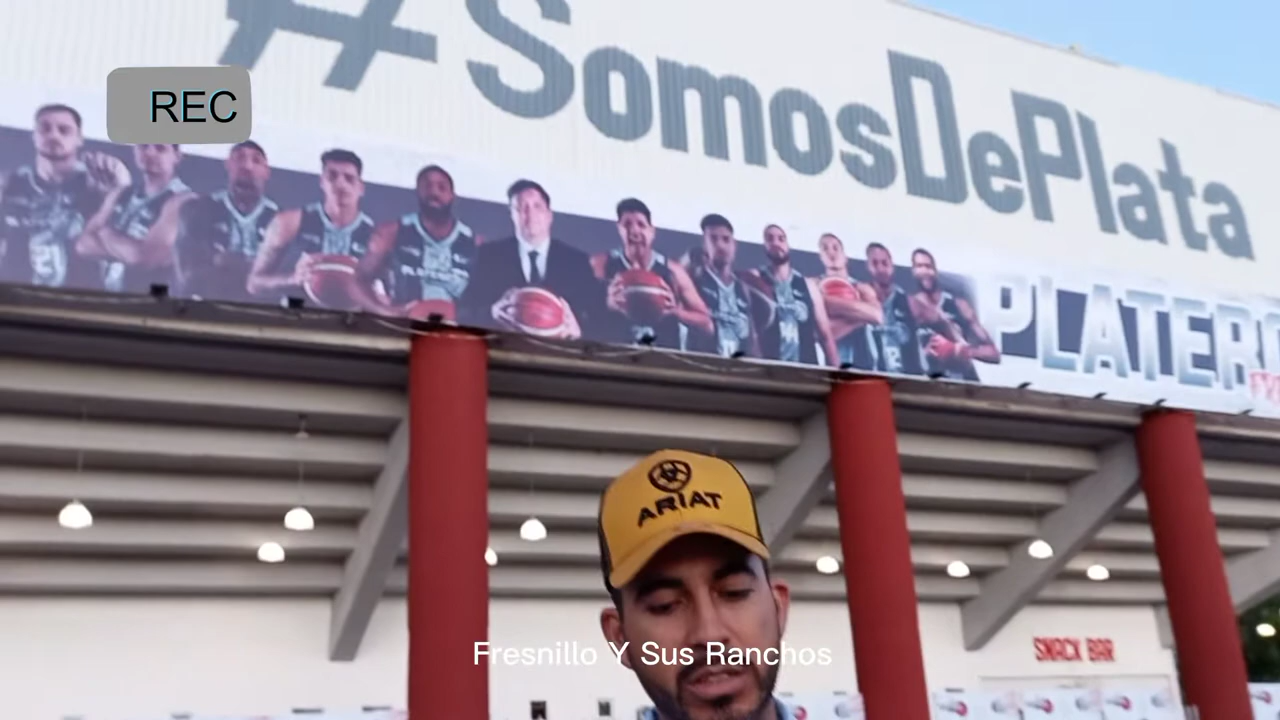 #SomosDePlata
REC
PLATERO
ARIAT
Fresnillo Y Sus Ranchos
SNACK BAR